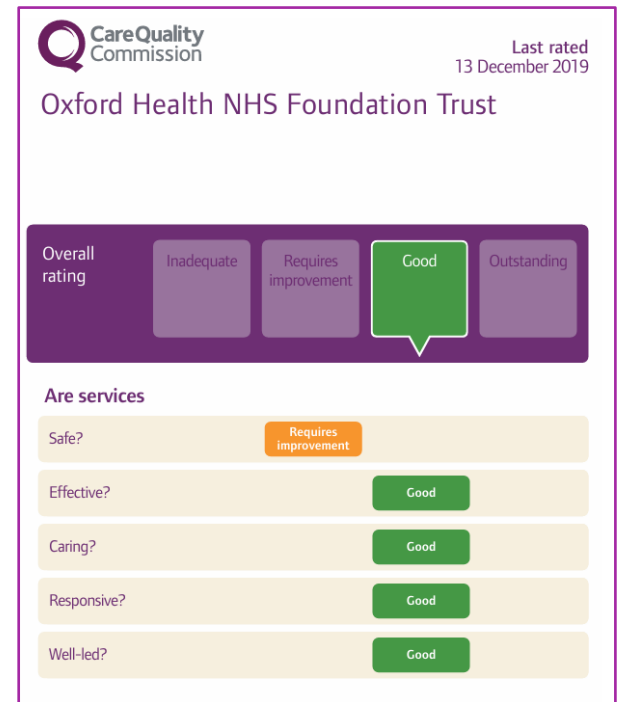 CareQuality
Commission
Last rated
13 December 2019
Oxford Health NHS Foundation Trust
Overall
rating
Inadequate
Requires
improvement
Good
Outstanding
Are services
Safe?
Requires
improvement
Effective?
Good
Caring?
Good
Responsive?
Good
Well-led?
Good